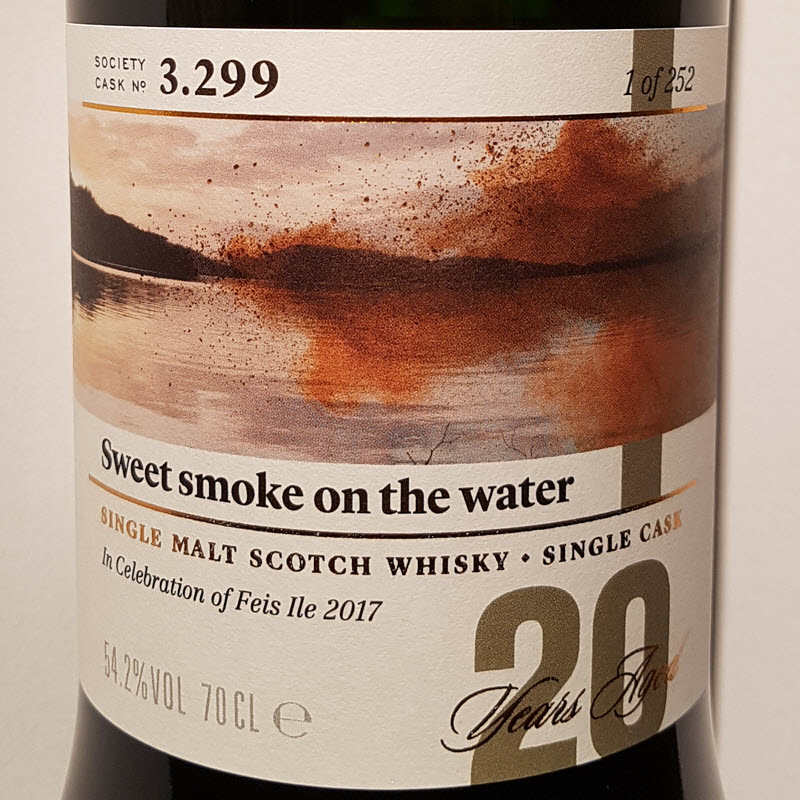 SOCIETY
CASK Nº 3.299
1 of 252
Sweet smoke on the water
SINGLE MALT SCOTCH WHISKY • SINGLE CASK
In Celebration of Feis Ile 2017
54.2%VOL 70CL ℮
20
Years Aged